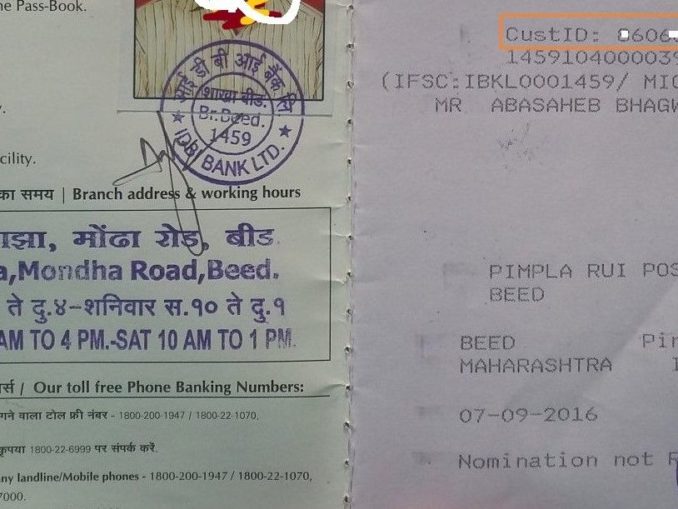 he Pass-Book.
आई डी बी आई बैंक लि.
शाखा बीड.
Br.Beed.
1459
IDBI BANK LTD.
cility.
का समय | Branch address & working hours
झा, मोंढा रोड, बीड
,Mondha Road,Beed.
ते दु.४-शनिवार स.१० ते दु.१
AM TO 4 PM.-SAT 10 AM TO 1 PM.
र्स / Our toll free Phone Banking Numbers:
गने वाला टोल फ्री नंबर - 1800-200-1947 / 1800-22-1070,
कृपया 1800-22-6999 पर संपर्क करें.
any landline/Mobile phones - 1800-200-1947 / 1800-22-1070,
7000.
CustID:
1459104000039
(IFSC:IBKL0001459/ MIC
MR ABASAHEB BHAGW
PIMPLA RUI POS
BEED
BEED Pin
MAHARASHTRA I
07-09-2016
Nomination not R